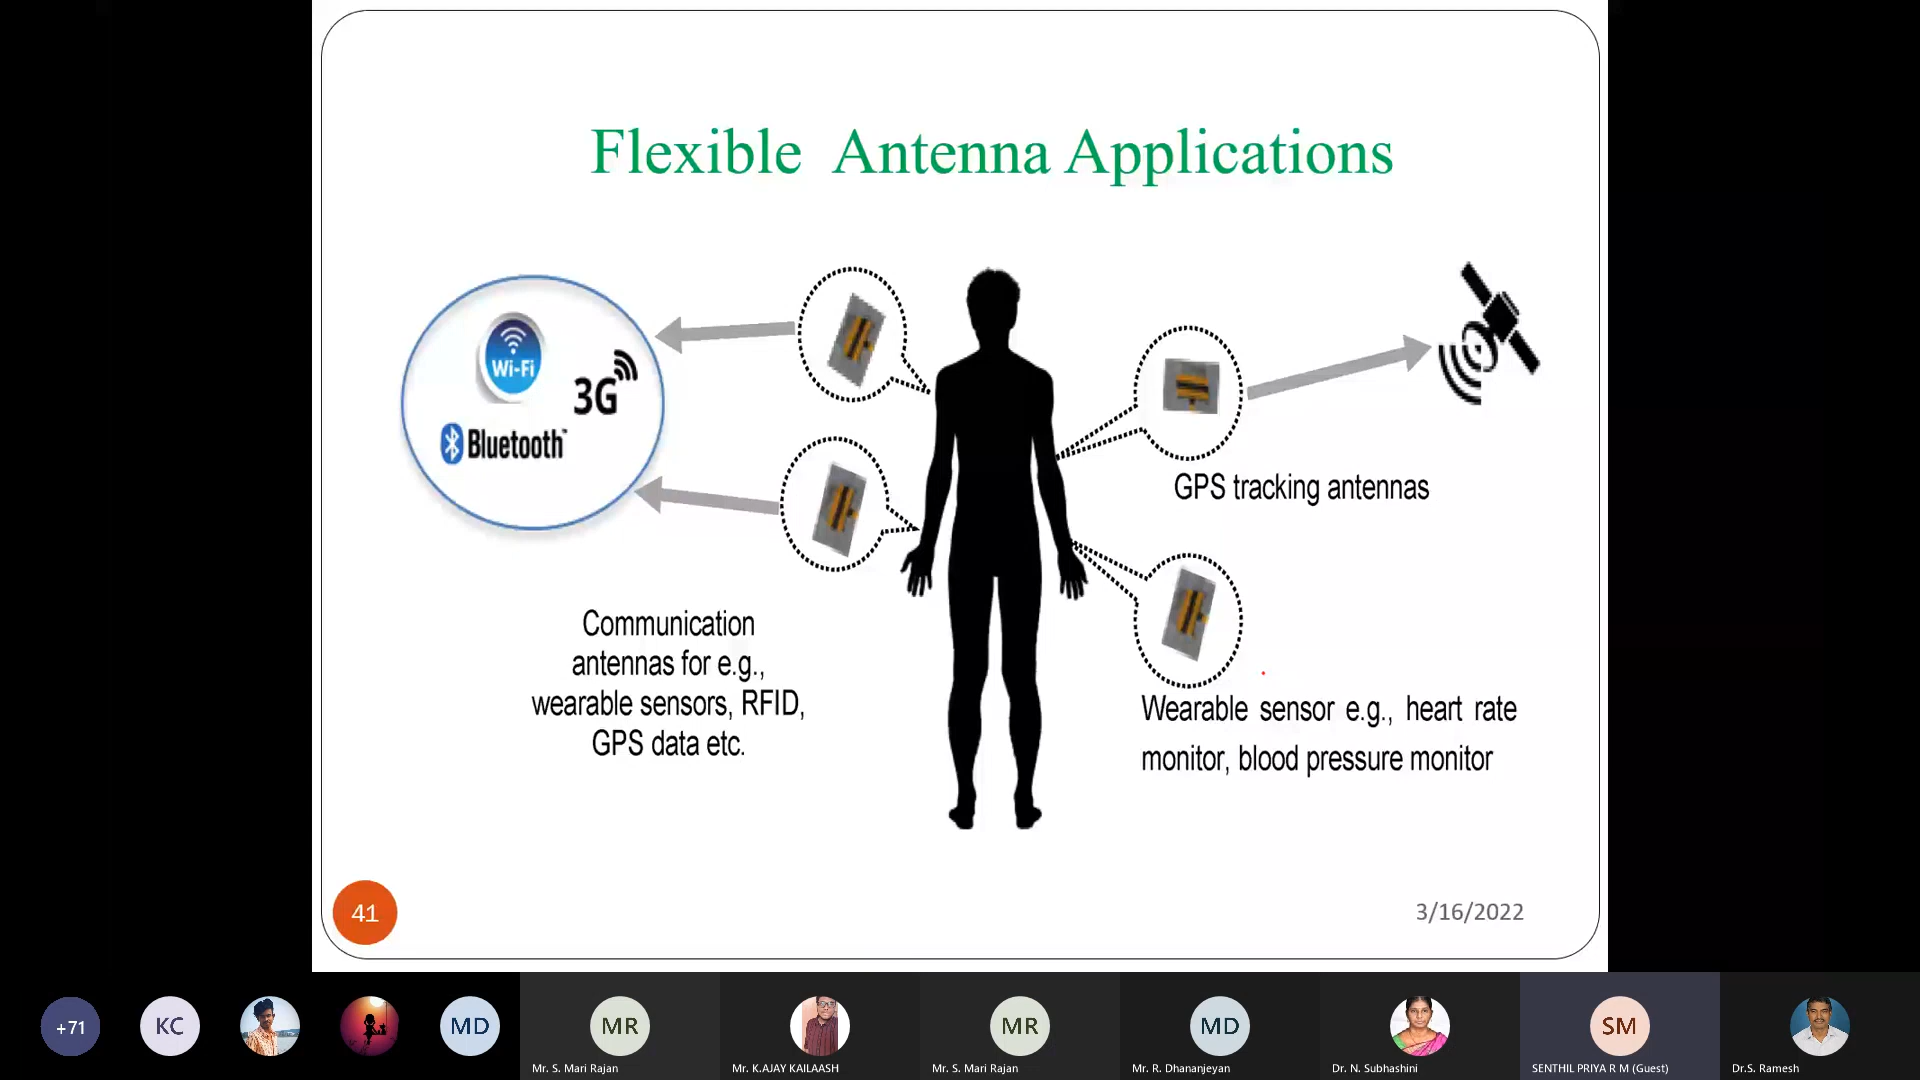 Flexible Antenna Applications
Wi-Fi
3G
Bluetooth™
GPS tracking antennas
Communication
antennas for e.g.,
wearable sensors, RFID,
GPS data etc.
Wearable sensor e.g., heart rate
monitor, blood pressure monitor
41
3/16/2022
+71
KC
MD
MR
MR
MD
SM
Mr. S. Mari Rajan
Mr. K.AJAY KAILAASH
Mr. S. Mari Rajan
Mr. R. Dhananjeyan
Dr. N. Subhashini
SENTHIL PRIYA R M (Guest)
Dr.S. Ramesh